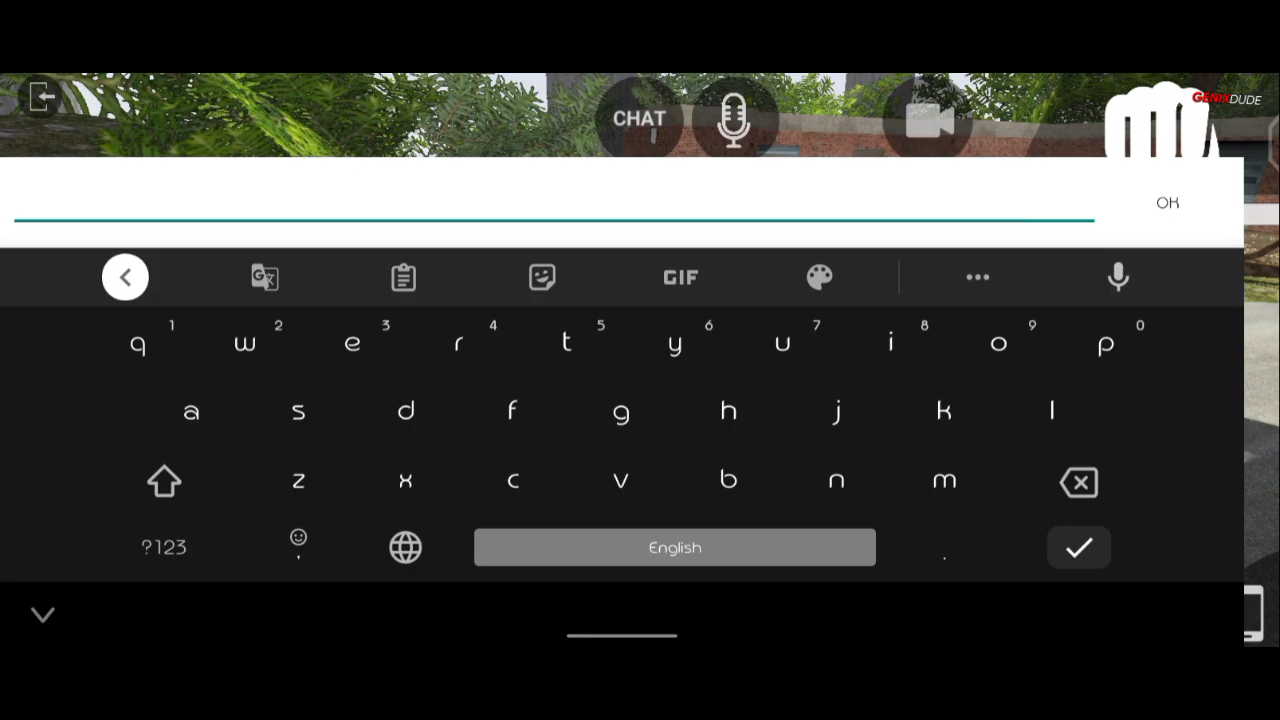 GENIXDUDE
CHAT
OK
GIF
1 2 3 4 5 6 7 8 9 0
q w e r t y u i o p
a s d f g h j k l
z x c v b n m
?123 , English .